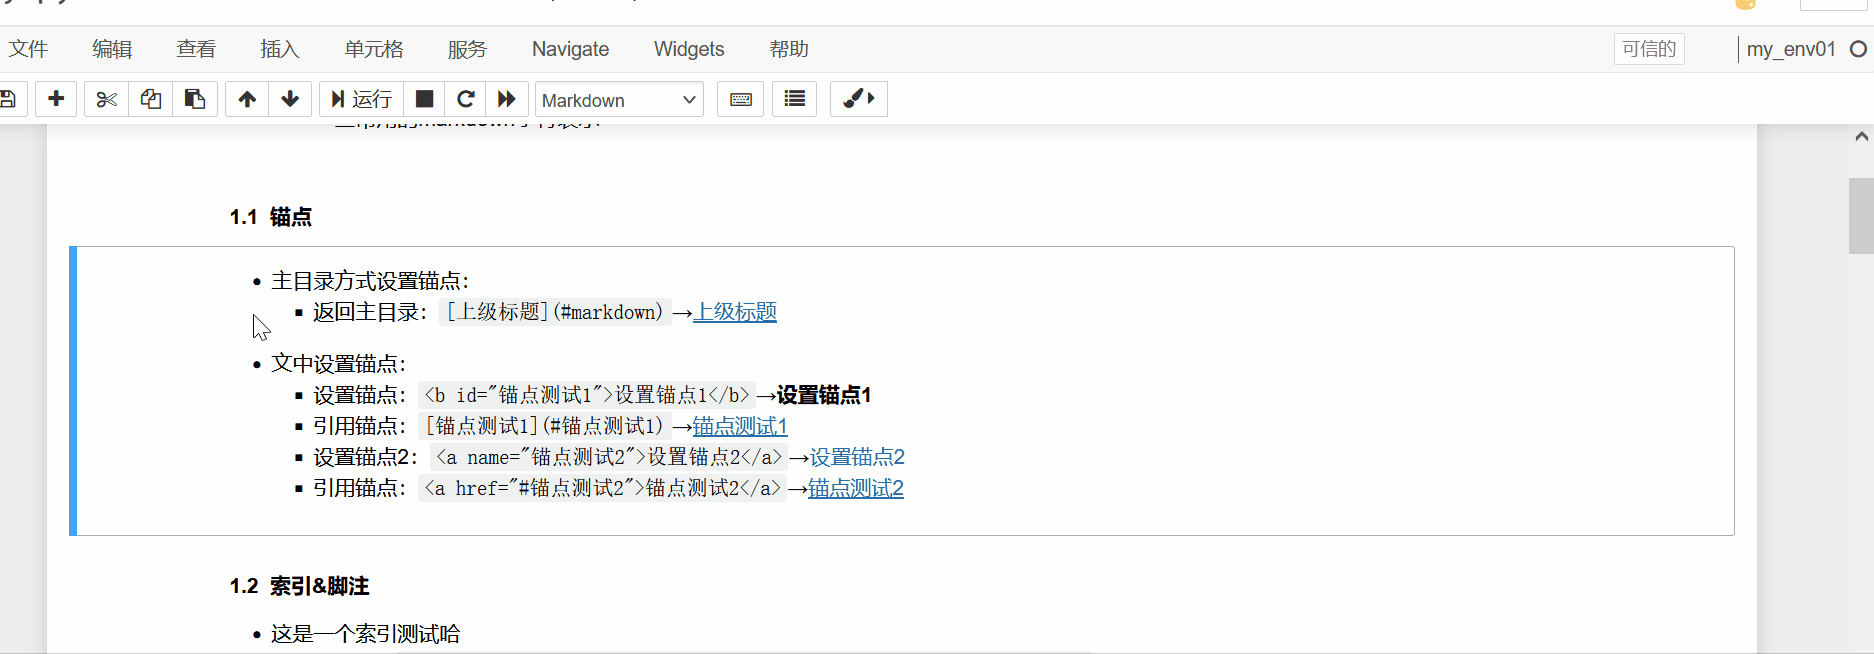 文件 编辑 查看 插入 单元格 服务 Navigate Widgets 帮助 可信的 my_env01
运行 Markdown
1.1 锚点
主目录方式设置锚点：
返回主目录： [上级标题](#markdown) →上级标题
文中设置锚点：
设置锚点： <b id="锚点测试1">设置锚点1</b> →设置锚点1
引用锚点： [锚点测试1](#锚点测试1) →锚点测试1
设置锚点2： <a name="锚点测试2">设置锚点2</a> →设置锚点2
引用锚点： <a href="#锚点测试2">锚点测试2</a> →锚点测试2
1.2 索引&脚注
这是一个索引测试哈